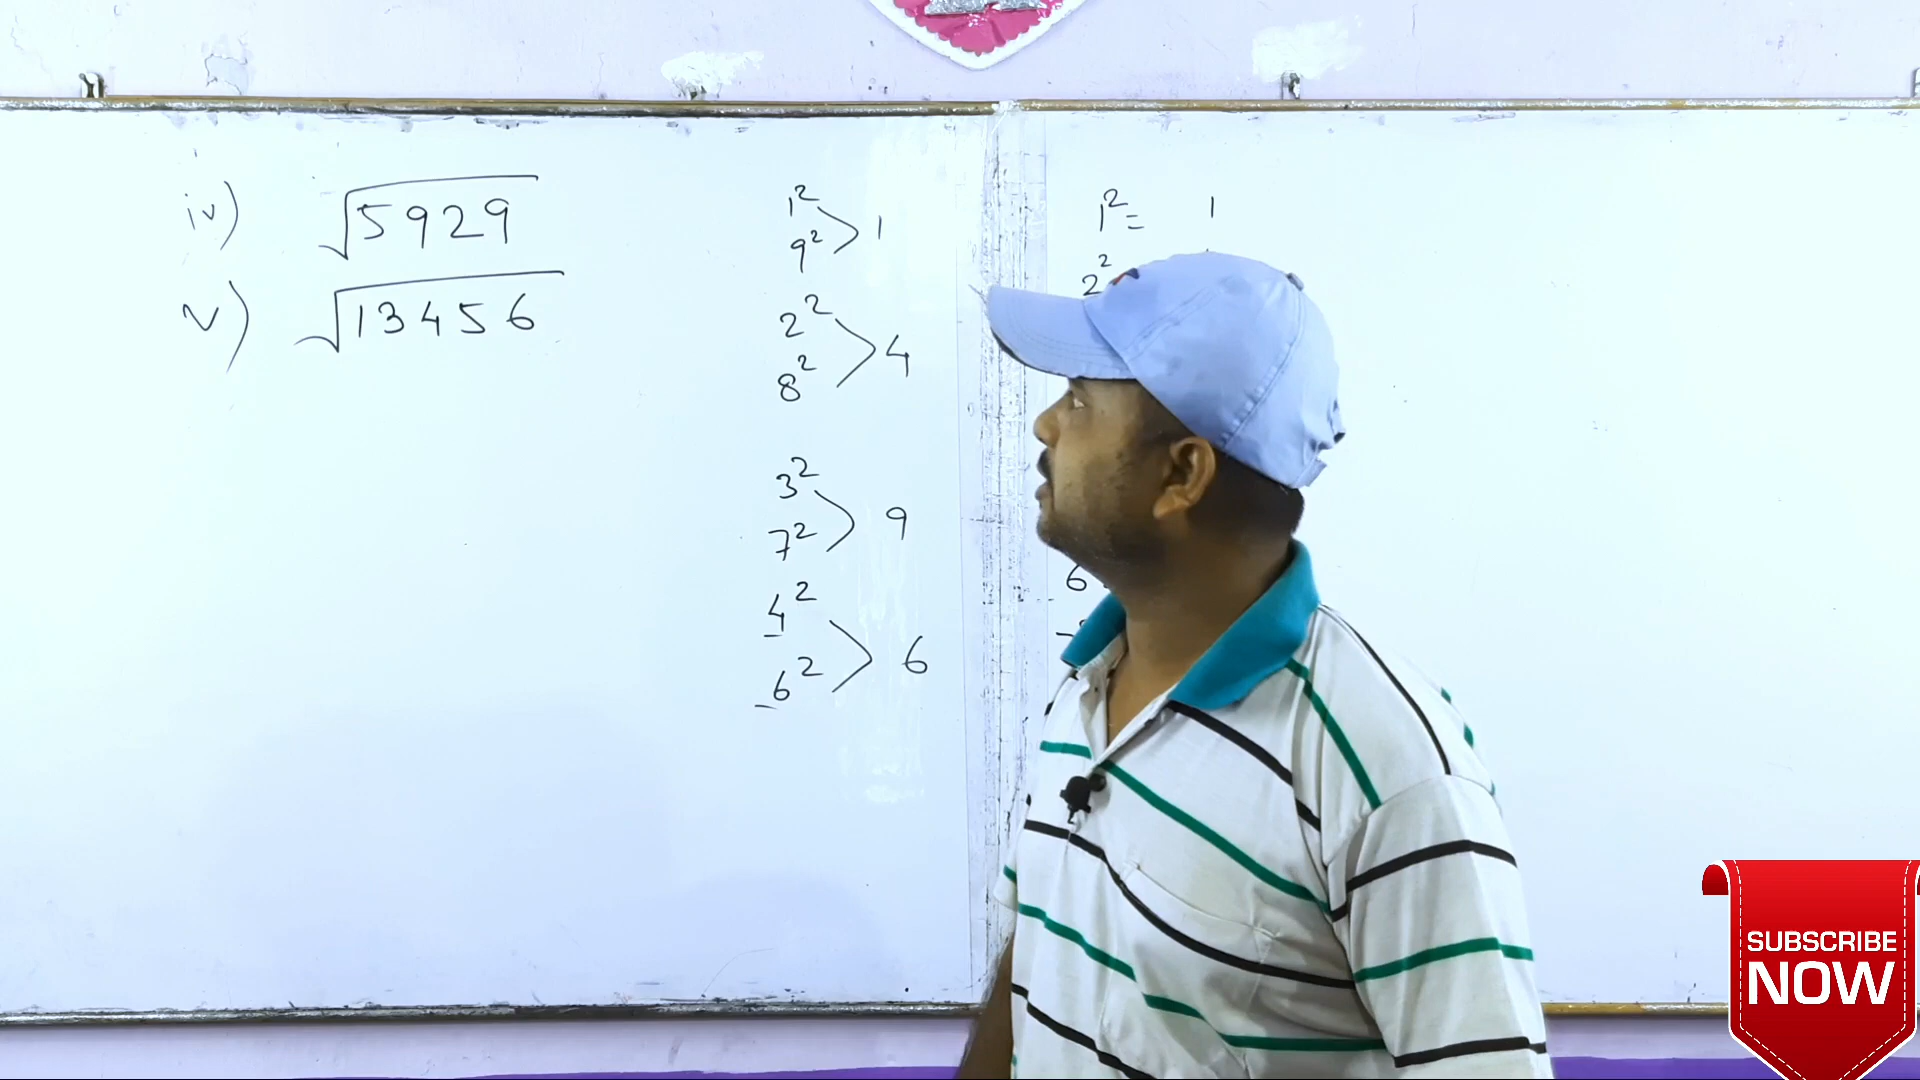 iv) √5929
v) √13456
1²
9² > 1
2²
8² > 4
3²
7² > 9
4²
6² > 6
1² = 1
2²
6
SUBSCRIBE
NOW